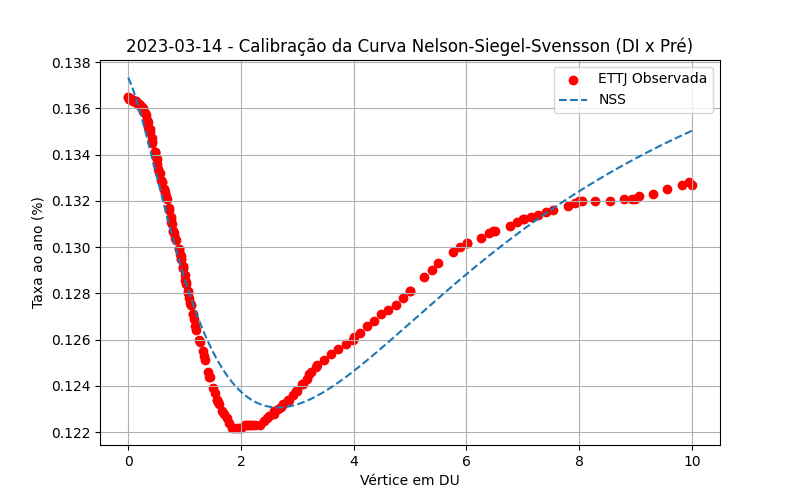 2023-03-14 - Calibração da Curva Nelson-Siegel-Svensson (DI x Pré)
ETTJ Observada
NSS
Taxa ao ano (%)
0.138
0.136
0.134
0.132
0.130
0.128
0.126
0.124
0.122
0 2 4 6 8 10
Vértice em DU